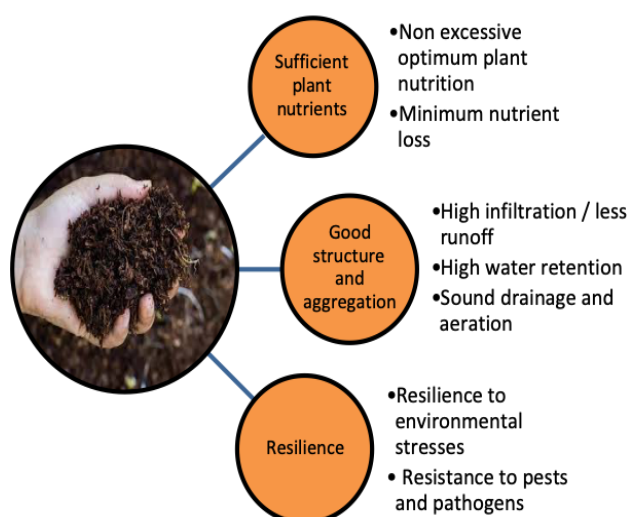 Sufficient
plant
nutrients
•Non excessive
optimum plant
nutrition
•Minimum nutrient
loss
Good
structure
and
aggregation
•High infiltration / less
runoff
•High water retention
•Sound drainage and
aeration
Resilience
•Resilience to
environmental
stresses
• Resistance to pests
and pathogens